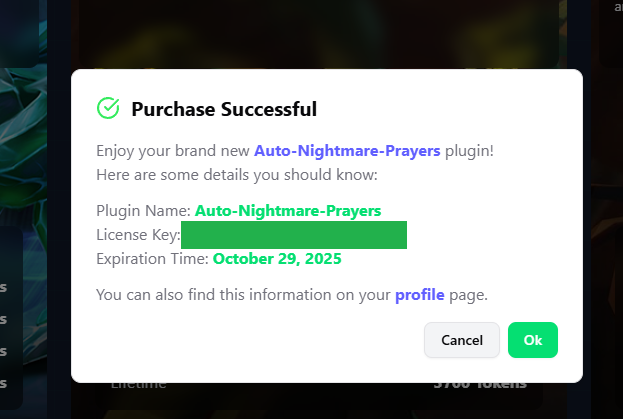 Purchase Successful
Enjoy your brand new Auto-Nightmare-Prayers plugin!
Here are some details you should know:
Plugin Name: Auto-Nightmare-Prayers
License Key:
Expiration Time: October 29, 2025
You can also find this information on your profile page.
Cancel Ok
Lifetime 3700 Tokens